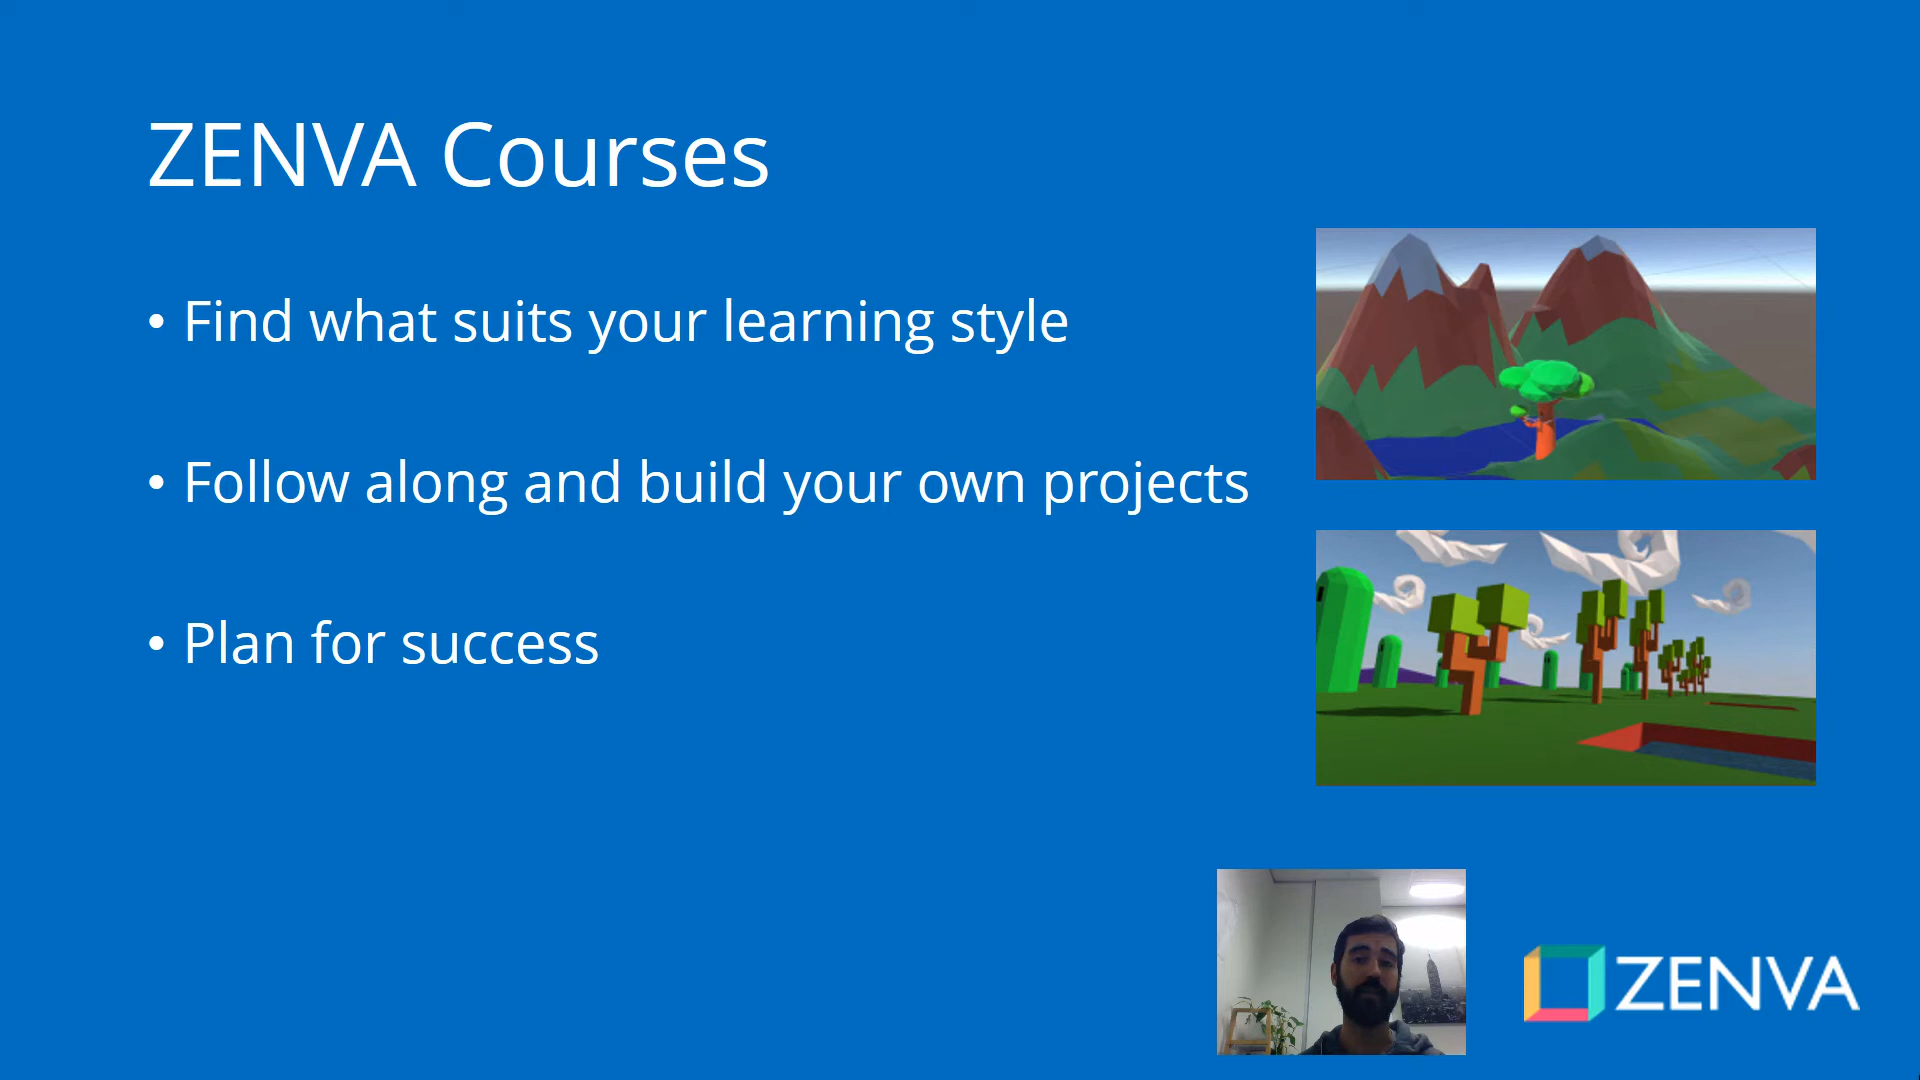 ZENVA Courses
• Find what suits your learning style
• Follow along and build your own projects
• Plan for success
ZENVA